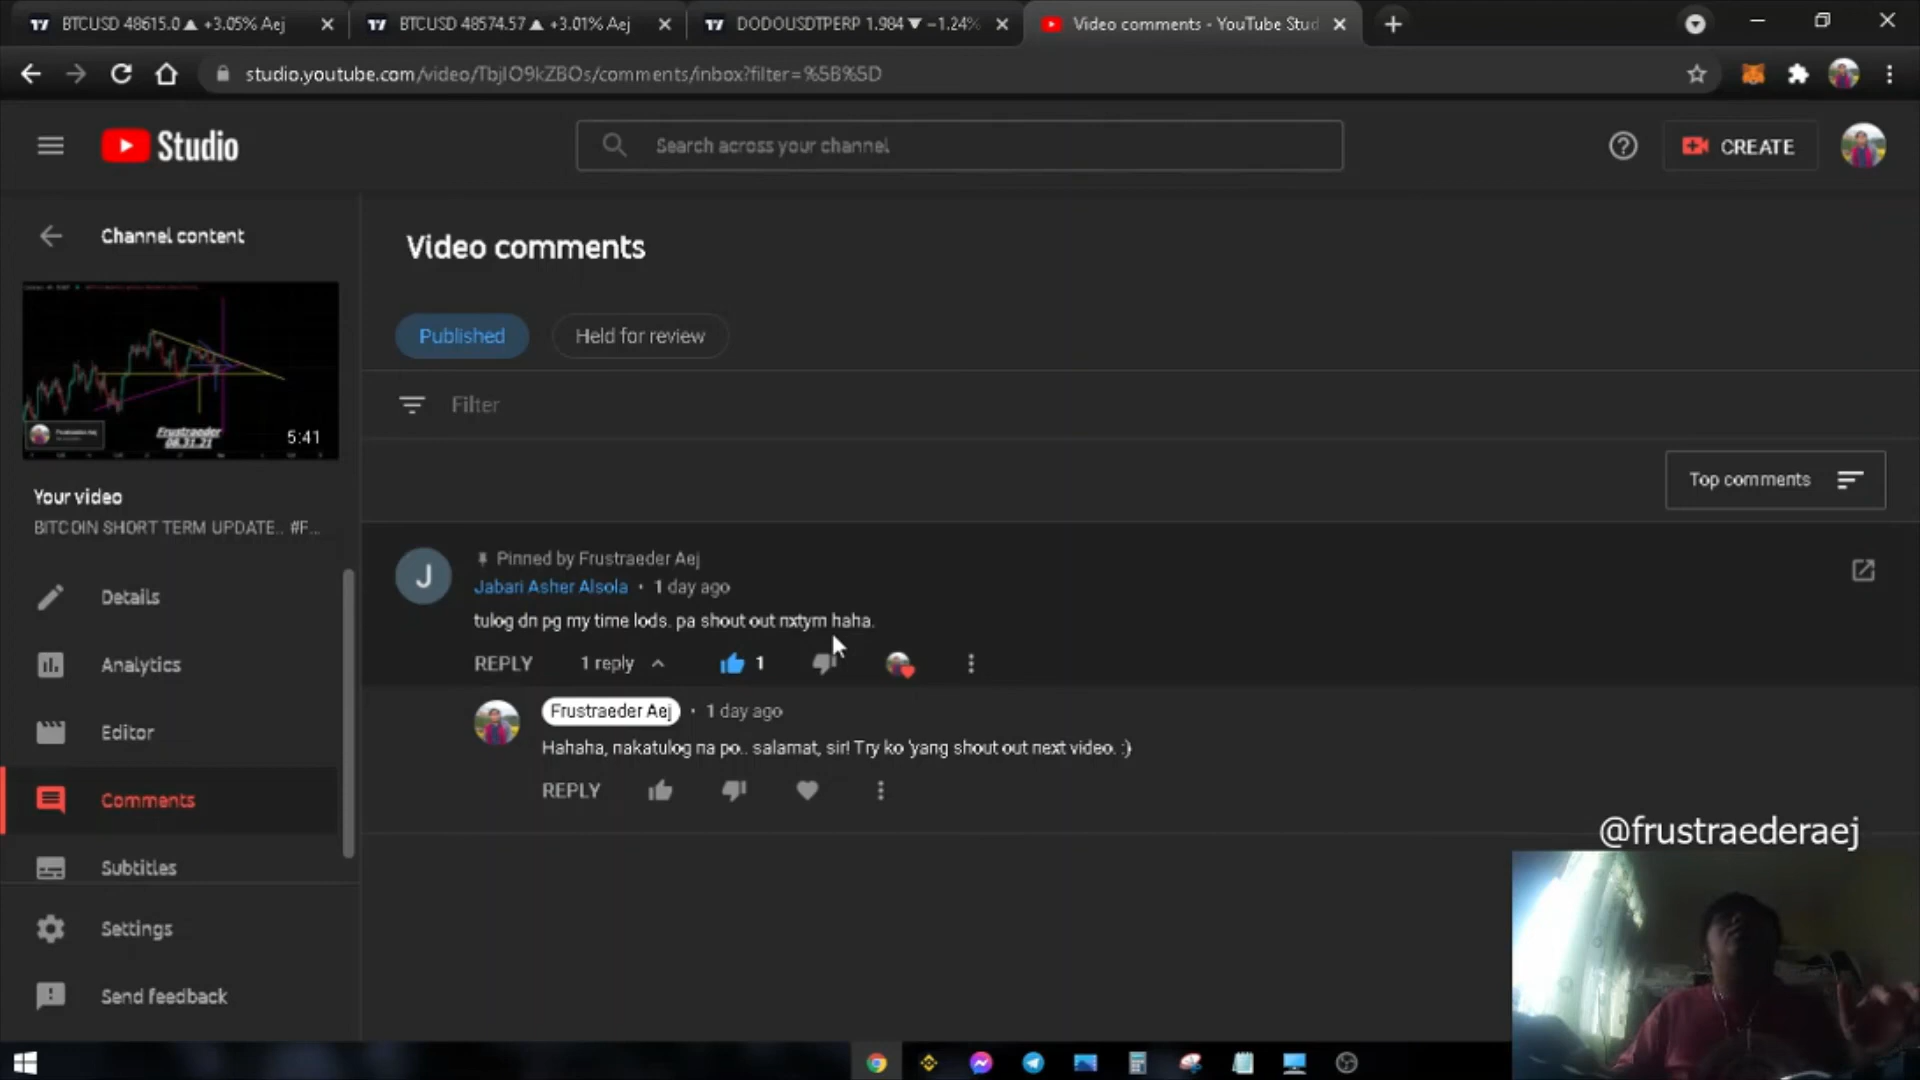 BTCUSD 48615.0 ▲ +3.05% Aej
BTCUSD 48574.57 ▲ +3.01% Aej
DODOUSDTPERP 1.984 ▼ −1.24%
Video comments - YouTube Stud
studio.youtube.com/video/TbjIO9kZBOs/comments/inbox?filter=%5B%5D
Studio
Search across your channel
CREATE
Channel content
Video comments
Published
Held for review
Filter
Frustraeder
08.31.21
5:41
Top comments
Your video
BITCOIN SHORT TERM UPDATE.. #F...
Pinned by Frustraeder Aej
Jabari Asher Alsola • 1 day ago
tulog dn pg my time lods. pa shout out nxtym haha.
REPLY 1 reply 1
Frustraeder Aej • 1 day ago
Hahaha, nakatulog na po.. salamat, sir! Try ko 'yang shout out next video. :)
REPLY
Details
Analytics
Editor
Comments
Subtitles
Settings
Send feedback
@frustraederaej